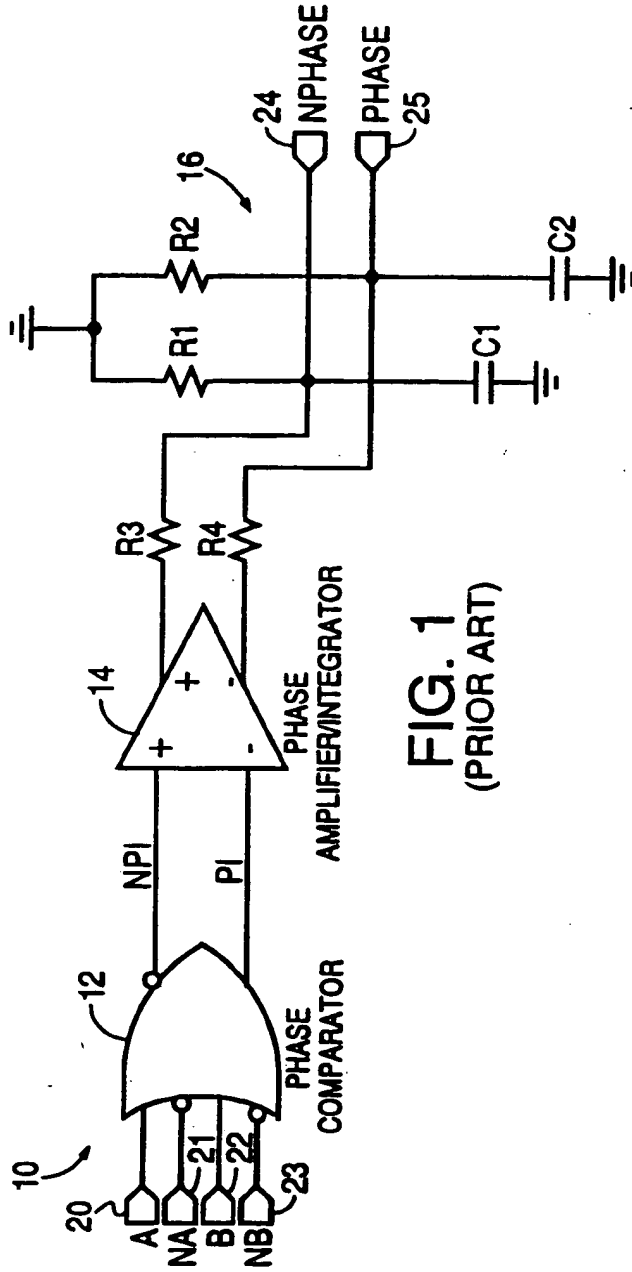 10
20
A
NA
21
B
22
NB
23
12
PHASE
COMPARATOR
NPI
PI
14
+
-
+
-
PHASE
AMPLIFIER/INTEGRATOR
R3
R4
R1
R2
16
C1
C2
24
NPHASE
PHASE
25
FIG. 1
(PRIOR ART)